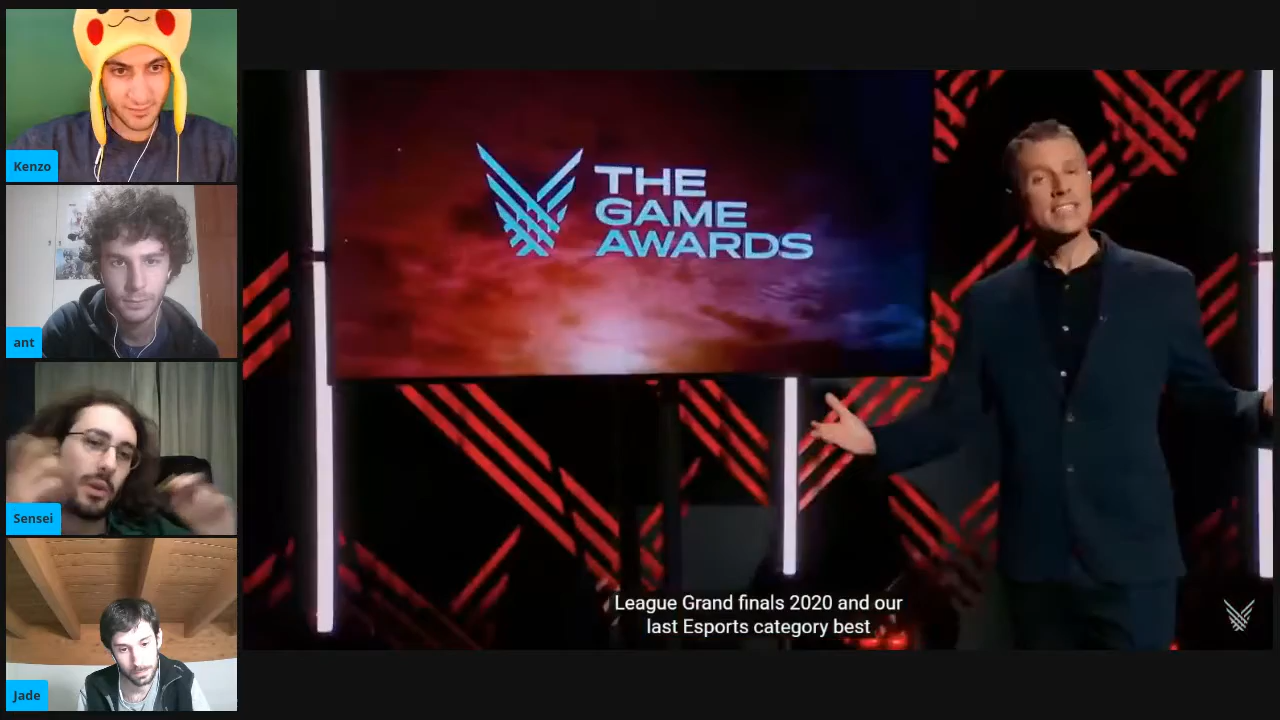 Kenzo
ant
Sensei
Jade
THE
GAME
AWARDS
League Grand finals 2020 and our
last Esports category best